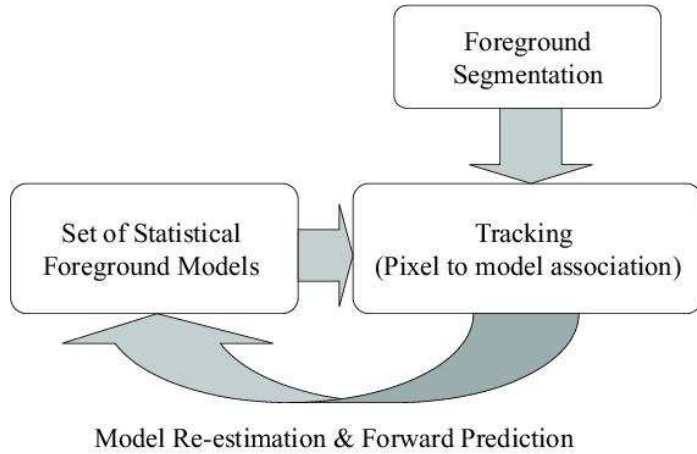 Foreground
Segmentation
Set of Statistical
Foreground Models
Tracking
(Pixel to model association)
Model Re-estimation & Forward Prediction